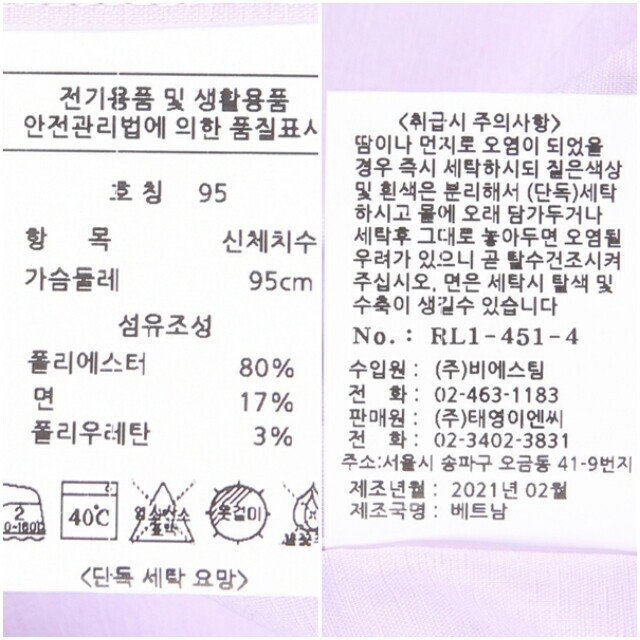 전기용품 및 생활용품
안전관리법에 의한 품질표시
호칭 95
항 목 신체치수
가슴둘레 95cm
섬유조성
폴리에스터 80%
면 17%
폴리우레탄 3%
2
40℃
염소산소
표백
옷걸이
<단독 세탁 요망>
<취급시 주의사항>
땀이나 먼지로 오염이 되었을
경우 즉시 세탁하시되 짙은색상
및 흰색은 분리해서 (단독)세탁
하시고 물에 오래 담가두거나
세탁후 그대로 놓아두면 오염될
우려가 있으니 곧 탈수건조시켜
주십시오, 면은 세탁시 탈색 및
수축이 생길수 있습니다
No.: RL1-451-4
수입원 : (주)비에스팀
전 화 : 02-463-1183
판매원 : (주)태영이엔씨
전 화 : 02-3402-3831
주소:서울시 송파구 오금동 41-9번지
제조년월 : 2021년 02월
제조국명 : 베트남